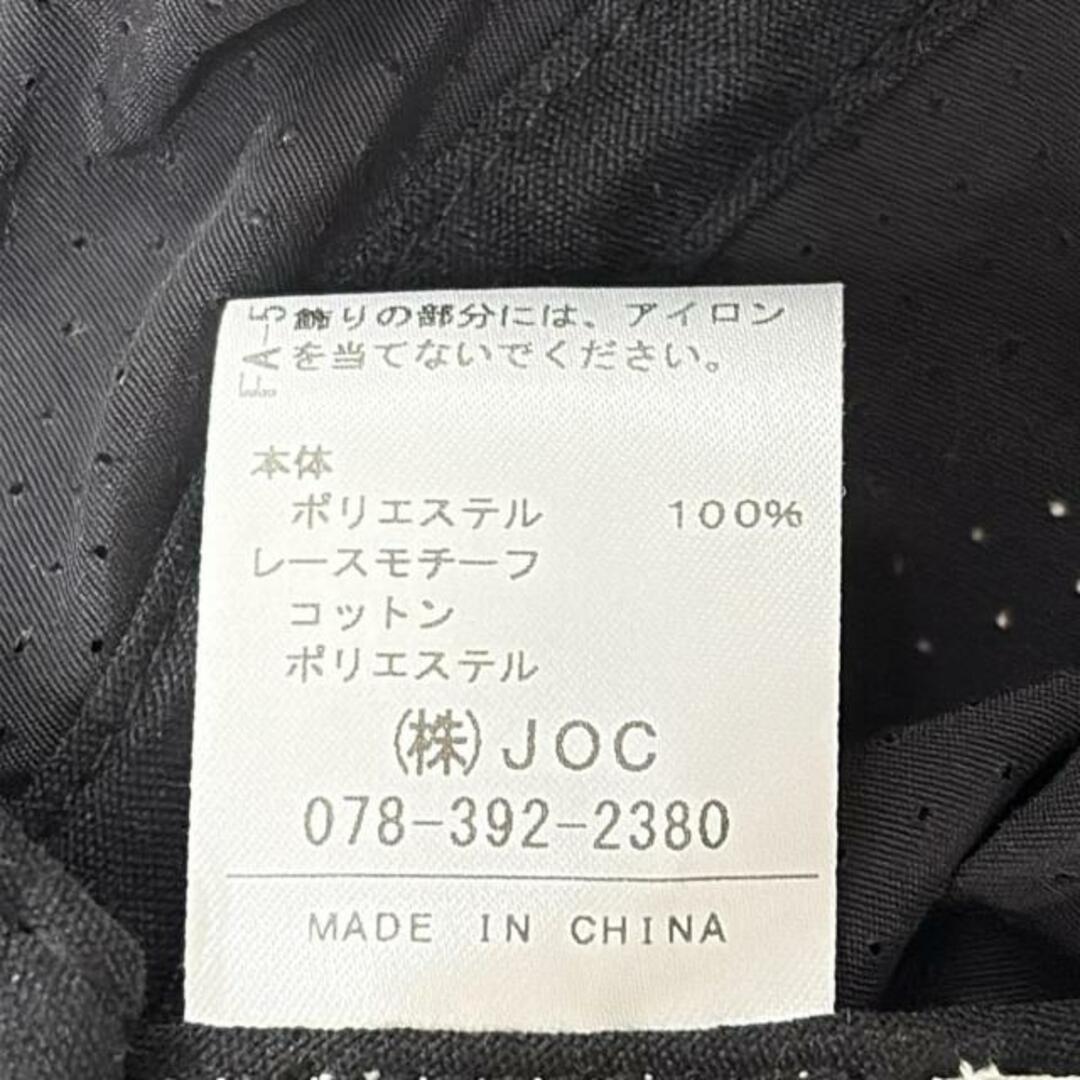 飾りの部分には、アイロン
を当てないでください。
本体
ポリエステル 100%
レースモチーフ
コットン
ポリエステル
(株)JOC
078-392-2380
MADE IN CHINA